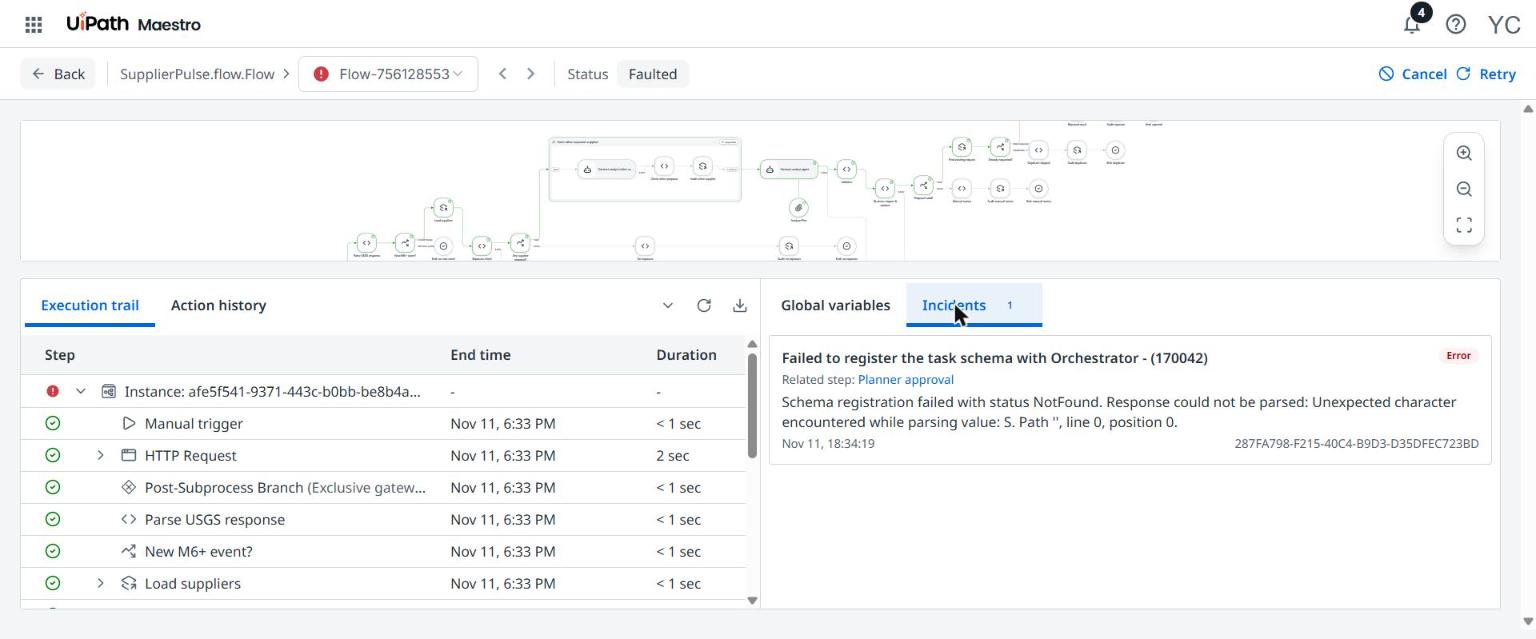 UiPath Maestro
4
YC
Back
SupplierPulse.flow.Flow
Flow-756128553
Status
Faulted
Cancel
Retry
Execution trail
Action history
Global variables
Incidents 1
Step End time Duration
Instance: afe5f541-9371-443c-b0bb-be8b4a... - -
Manual trigger Nov 11, 6:33 PM < 1 sec
HTTP Request Nov 11, 6:33 PM 2 sec
Post-Subprocess Branch (Exclusive gatew... Nov 11, 6:33 PM < 1 sec
Parse USGS response Nov 11, 6:33 PM < 1 sec
New M6+ event? Nov 11, 6:33 PM < 1 sec
Load suppliers Nov 11, 6:33 PM < 1 sec
Failed to register the task schema with Orchestrator - (170042)
Error
Related step: Planner approval
Schema registration failed with status NotFound. Response could not be parsed: Unexpected character
encountered while parsing value: S. Path '', line 0, position 0.
Nov 11, 18:34:19
287FA798-F215-40C4-B9D3-D35DFEC723BD